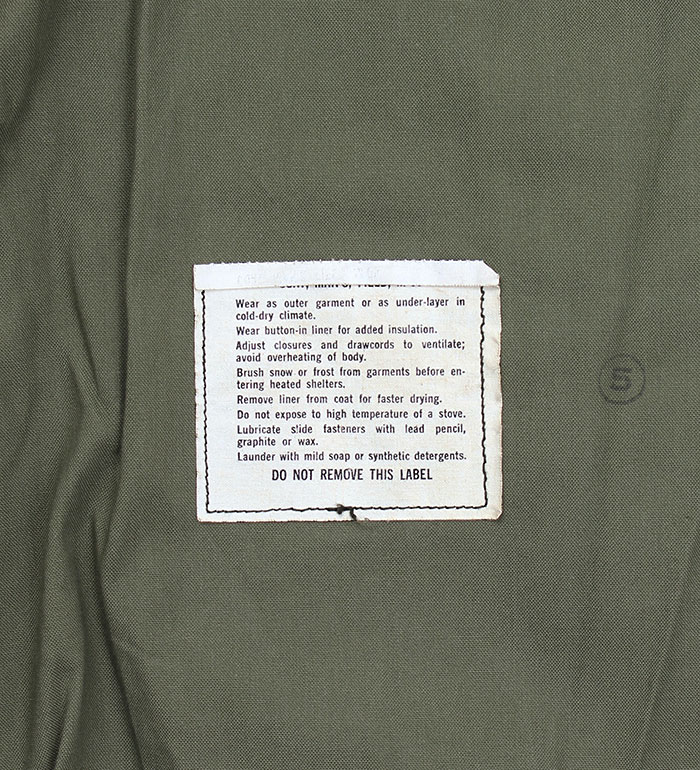 Wear as outer garment or as under-layer in
cold-dry climate.
Wear button-in liner for added insulation.
Adjust closures and drawcords to ventilate;
avoid overheating of body.
Brush snow or frost from garments before en-
tering heated shelters.
Remove liner from coat for faster drying.
Do not expose to high temperature of a stove.
Lubricate slide fasteners with lead pencil,
graphite or wax.
Launder with mild soap or synthetic detergents.
DO NOT REMOVE THIS LABEL
S